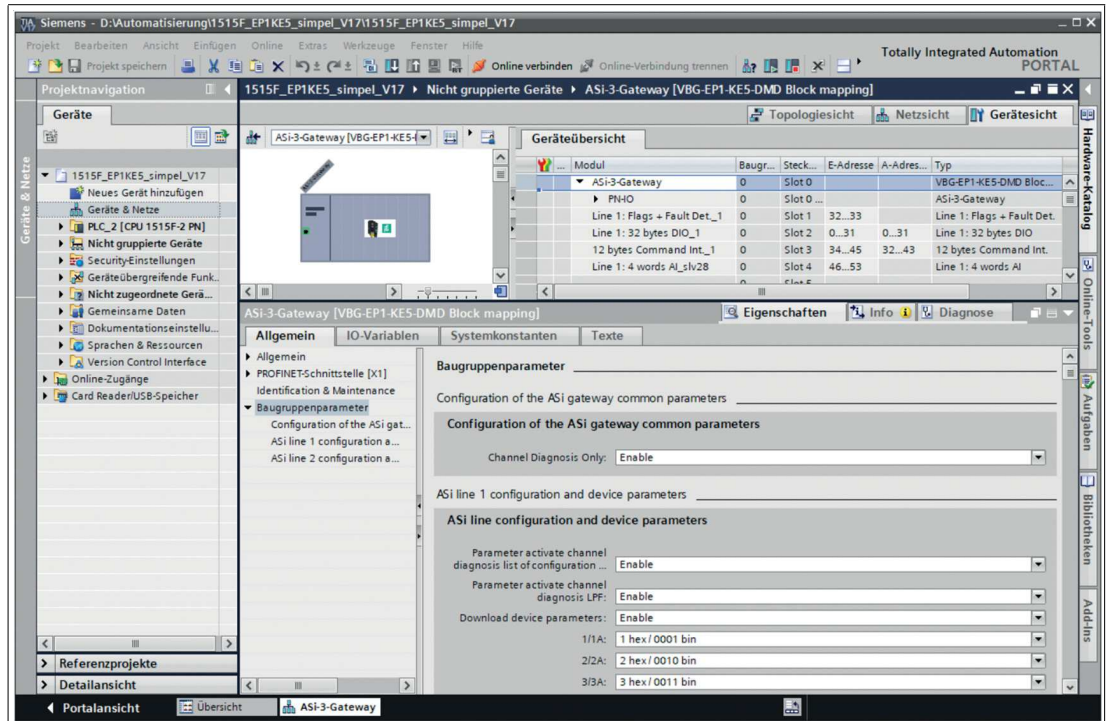 Siemens - D:\Automatisierung\1515F_EP1KE5_simpel_V17\1515F_EP1KE5_simpel_V17
Projekt Bearbeiten Ansicht Einfügen Online Extras Werkzeuge Fenster Hilfe
Totally Integrated Automation
PORTAL
Projekt speichern
Online verbinden
Online-Verbindung trennen
Projektnavigation
1515F_EP1KE5_simpel_V17 Nicht gruppierte Geräte ASi-3-Gateway [VBG-EP1-KE5-DMD Block mapping]
Geräte
Topologiesicht
Netzsicht
Gerätesicht
ASi-3-Gateway [VBG-EP1-KE5-
Geräteübersicht
... Modul Baugr... Steck... E-Adresse A-Adres... Typ
ASi-3-Gateway 0 Slot 0 VBG-EP1-KE5-DMD Bloc...
PN-IO 0 Slot 0 ... ASi-3-Gateway
Line 1: Flags + Fault Det._1 0 Slot 1 32...33 Line 1: Flags + Fault Det.
Line 1: 32 bytes DIO_1 0 Slot 2 0...31 0...31 Line 1: 32 bytes DIO
12 bytes Command Int._1 0 Slot 3 34...45 32...43 12 bytes Command Int.
Line 1: 4 words AI_slv28 0 Slot 4 46...53 Line 1: 4 words AI
0 Slot 5
1515F_EP1KE5_simpel_V17
Neues Gerät hinzufügen
Geräte & Netze
PLC_2 [CPU 1515F-2 PN]
Nicht gruppierte Geräte
Security-Einstellungen
Geräteübergreifende Funk..
Nicht zugeordnete Gerä...
Gemeinsame Daten
Dokumentationseinstellu...
Sprachen & Ressourcen
Version Control Interface
Online-Zugänge
Card Reader/USB-Speicher
Geräte & Netze
ASi-3-Gateway [VBG-EP1-KE5-DMD Block mapping]
Eigenschaften
Info
Diagnose
Allgemein IO-Variablen Systemkonstanten Texte
Allgemein
PROFINET-Schnittstelle [X1]
Identification & Maintenance
Baugruppenparameter
Configuration of the ASi gat...
ASi line 1 configuration a...
ASi line 2 configuration a...
Baugruppenparameter
Configuration of the ASi gateway common parameters
Configuration of the ASi gateway common parameters
Channel Diagnosis Only: Enable
ASi line 1 configuration and device parameters
ASi line configuration and device parameters
Parameter activate channel
diagnosis list of configuration ... Enable
Parameter activate channel
diagnosis LPF: Enable
Download device parameters: Enable
1/1A: 1 hex / 0001 bin
2/2A: 2 hex / 0010 bin
3/3A: 3 hex / 0011 bin
Hardware-Katalog
Online-Tools
Aufgaben
Bibliotheken
Add-Ins
Referenzprojekte
Detailansicht
Portalansicht
Übersicht
ASi-3-Gateway